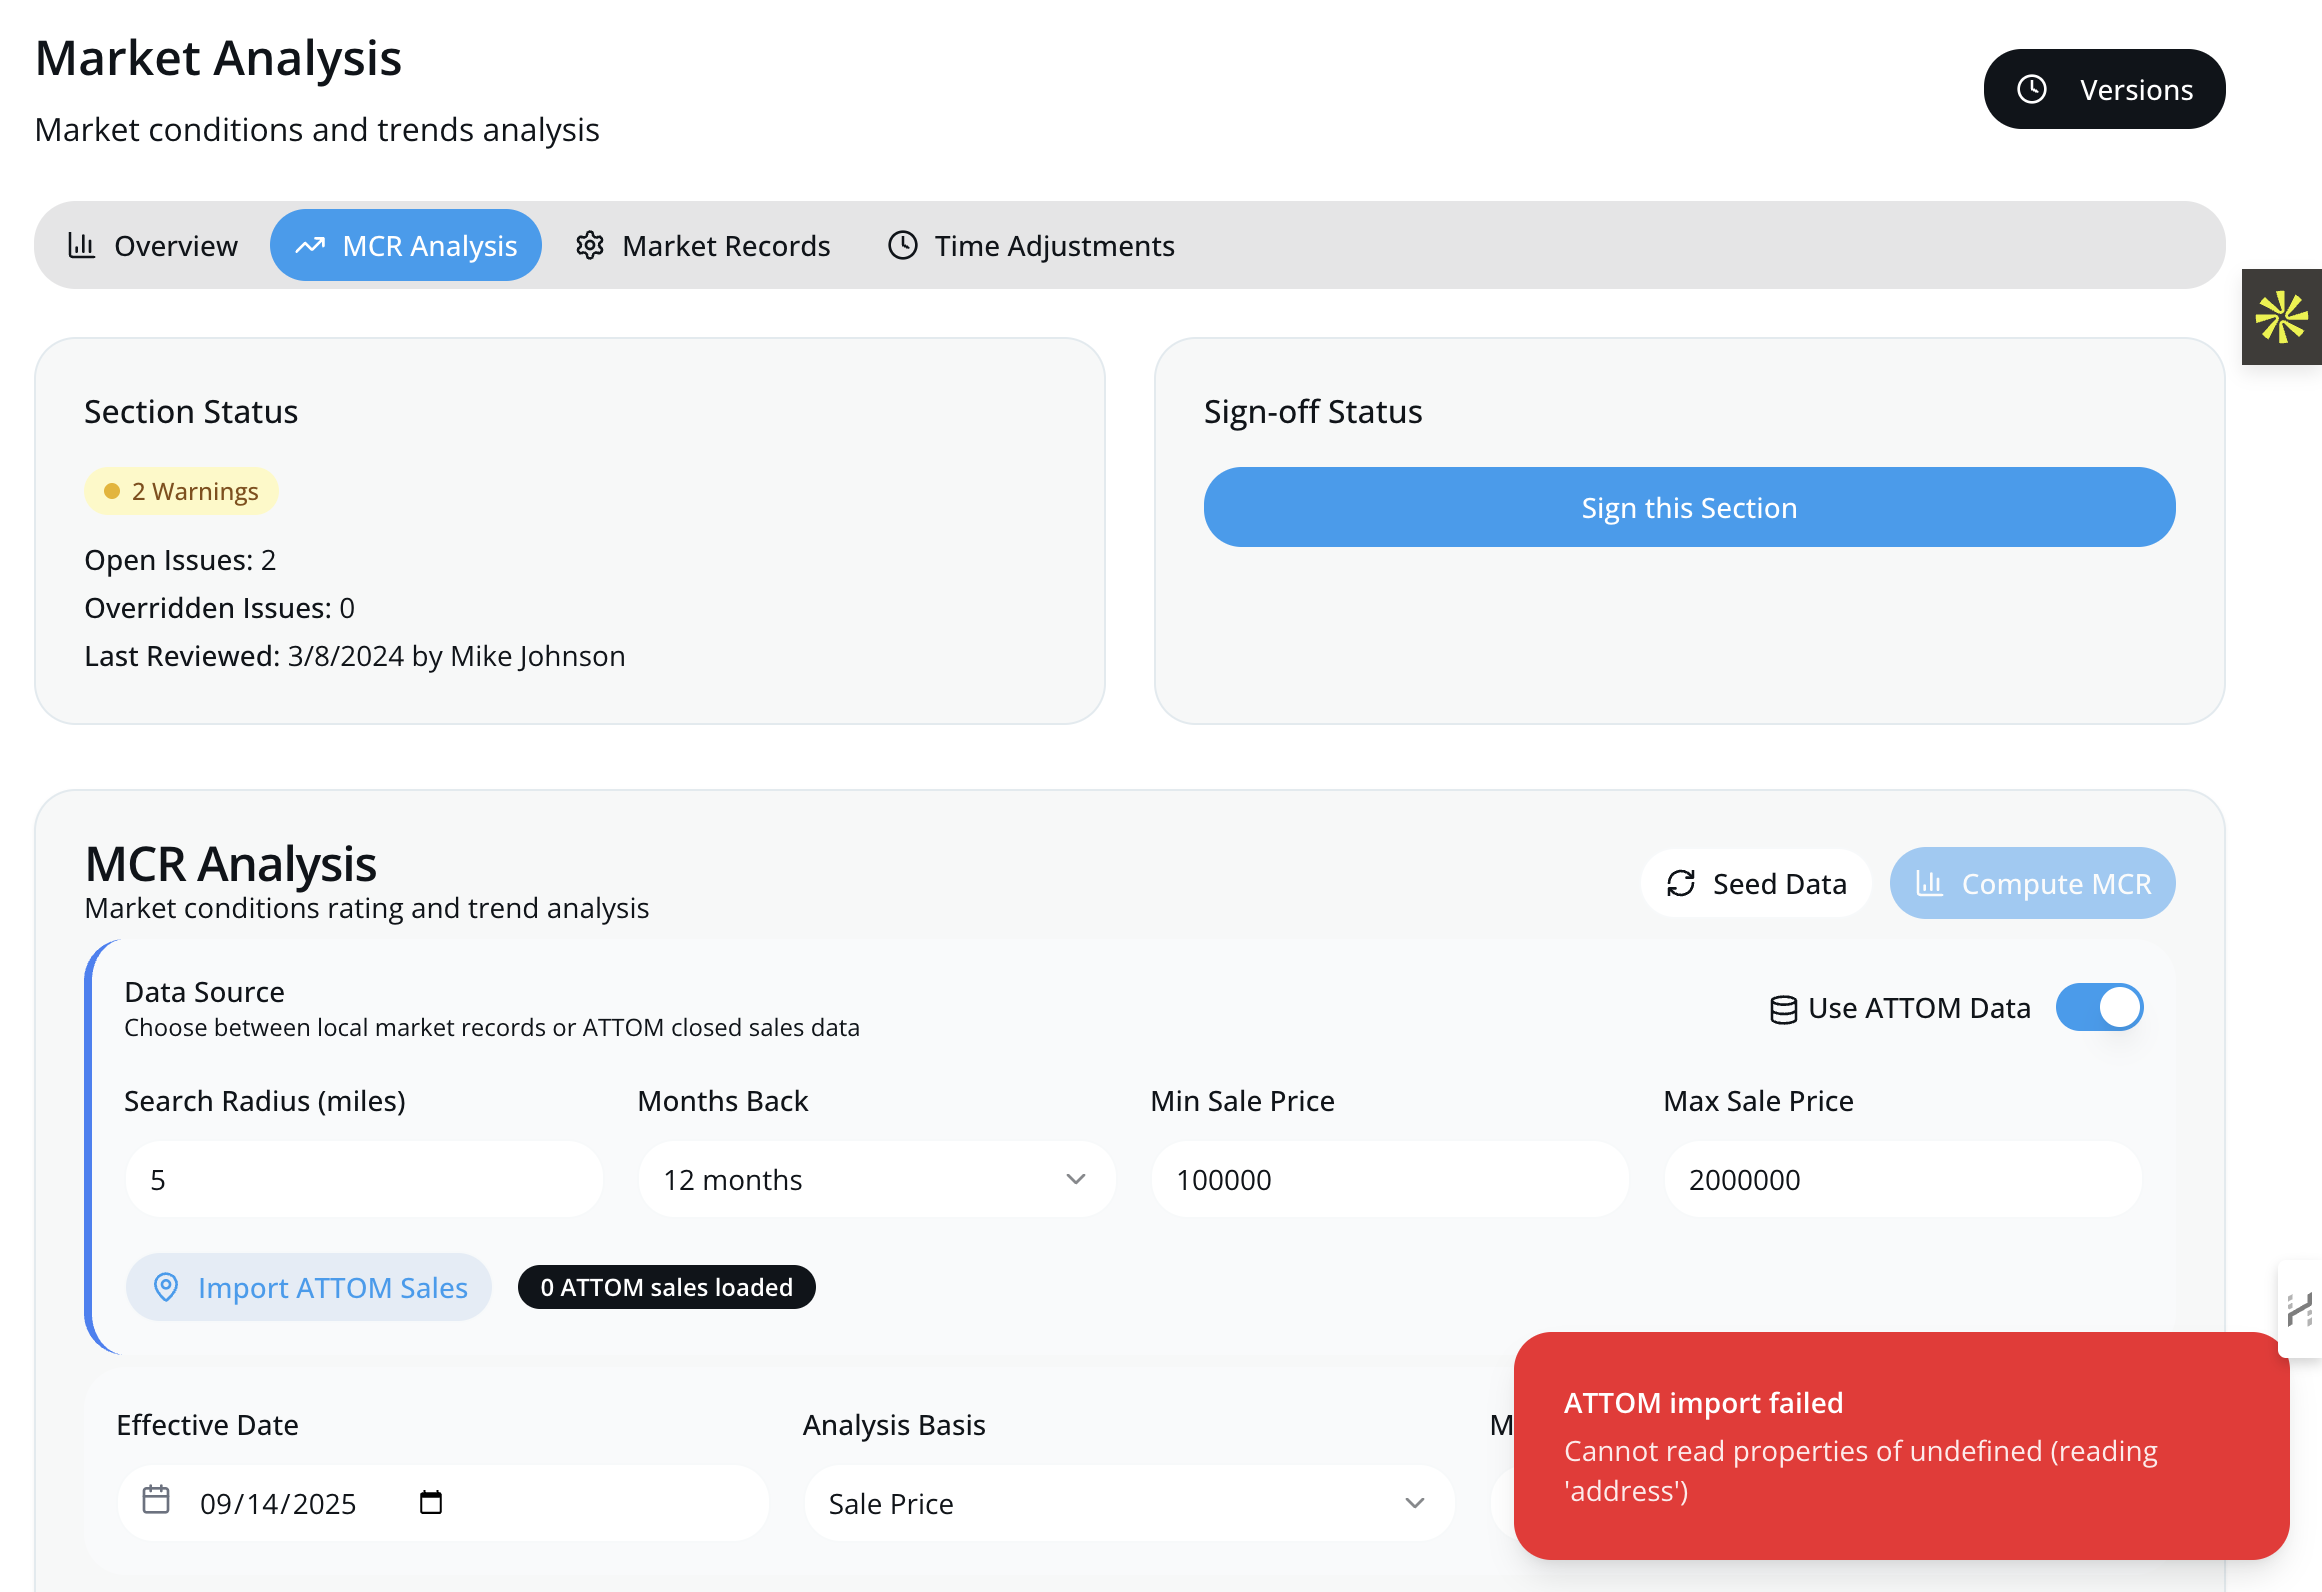 Market Analysis
Versions
Market conditions and trends analysis
Overview
MCR Analysis
Market Records
Time Adjustments
Section Status
2 Warnings
Open Issues: 2
Overridden Issues: 0
Last Reviewed: 3/8/2024 by Mike Johnson
Sign-off Status
Sign this Section
MCR Analysis
Market conditions rating and trend analysis
Seed Data
Compute MCR
Data Source
Choose between local market records or ATTOM closed sales data
Use ATTOM Data
Search Radius (miles)
5
Months Back
12 months
Min Sale Price
100000
Max Sale Price
2000000
Import ATTOM Sales
0 ATTOM sales loaded
Effective Date
09/14/2025
Analysis Basis
Sale Price
M
ATTOM import failed
Cannot read properties of undefined (reading
'address')